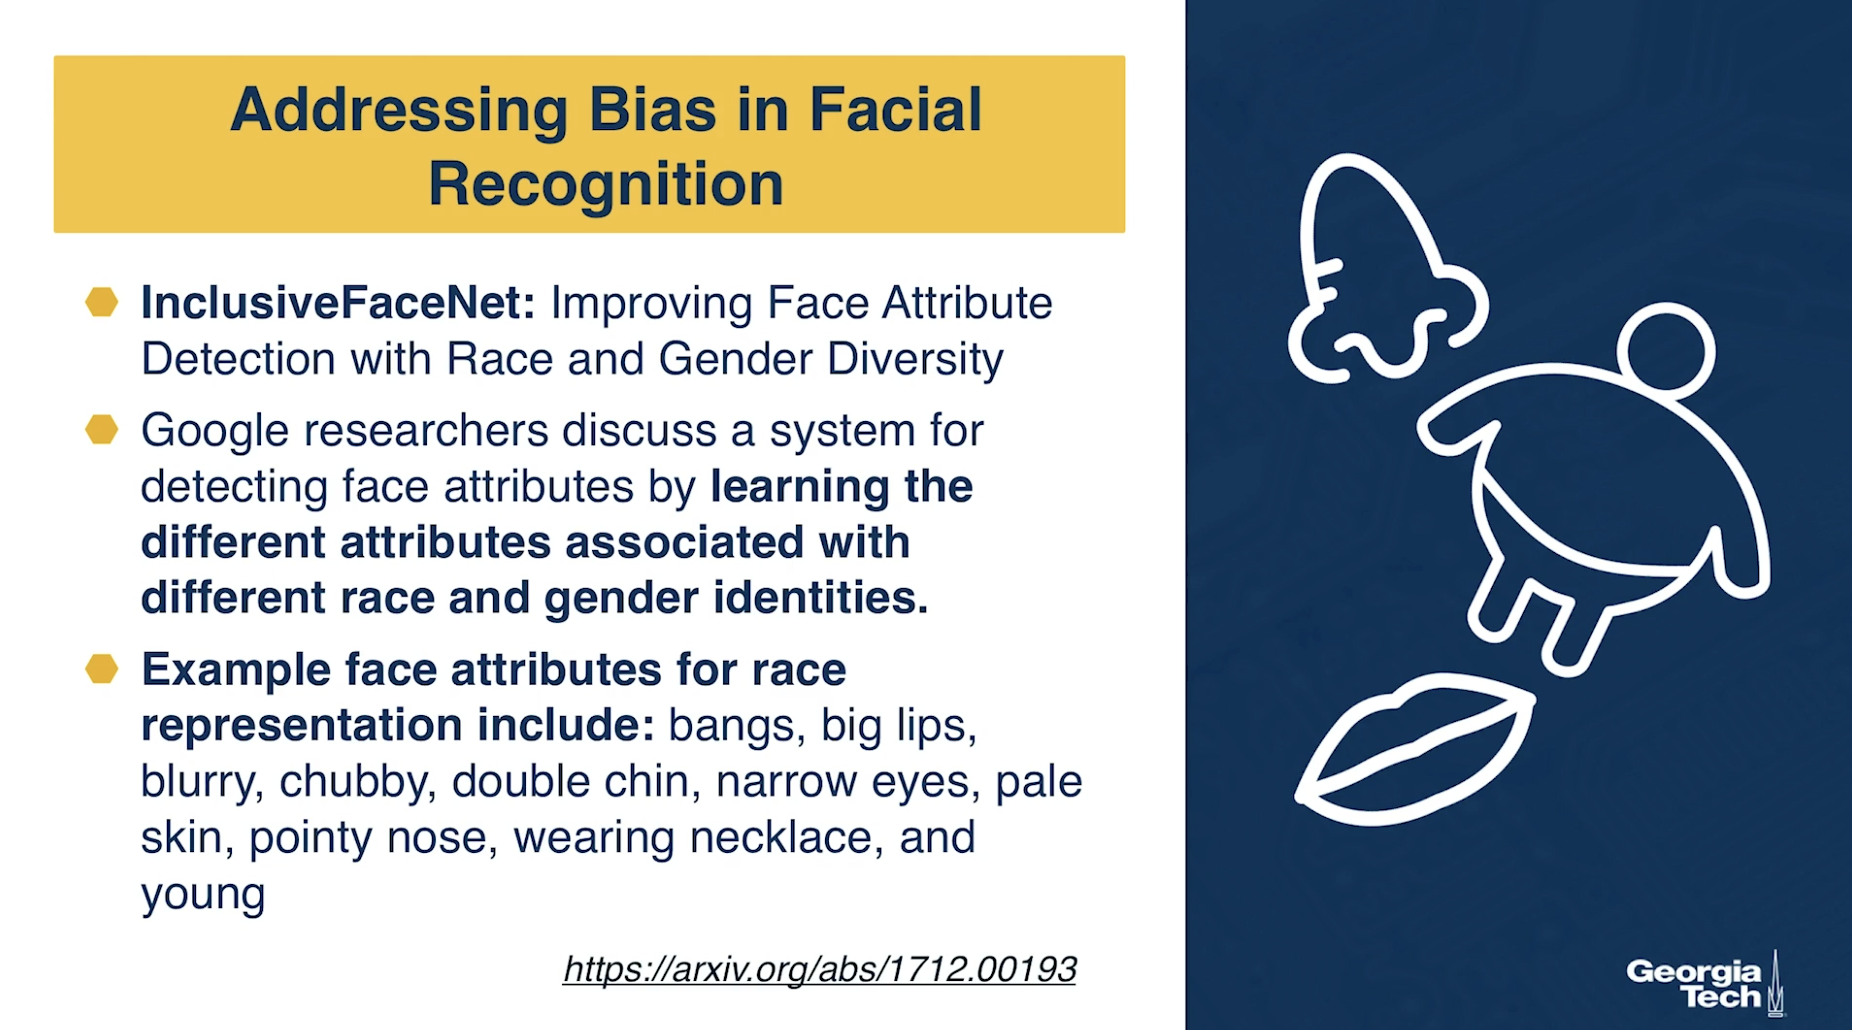 Addressing Bias in Facial
Recognition
InclusiveFaceNet: Improving Face Attribute
Detection with Race and Gender Diversity
Google researchers discuss a system for
detecting face attributes by learning the
different attributes associated with
different race and gender identities.
Example face attributes for race
representation include: bangs, big lips,
blurry, chubby, double chin, narrow eyes, pale
skin, pointy nose, wearing necklace, and
young
https://arxiv.org/abs/1712.00193
Georgia
Tech